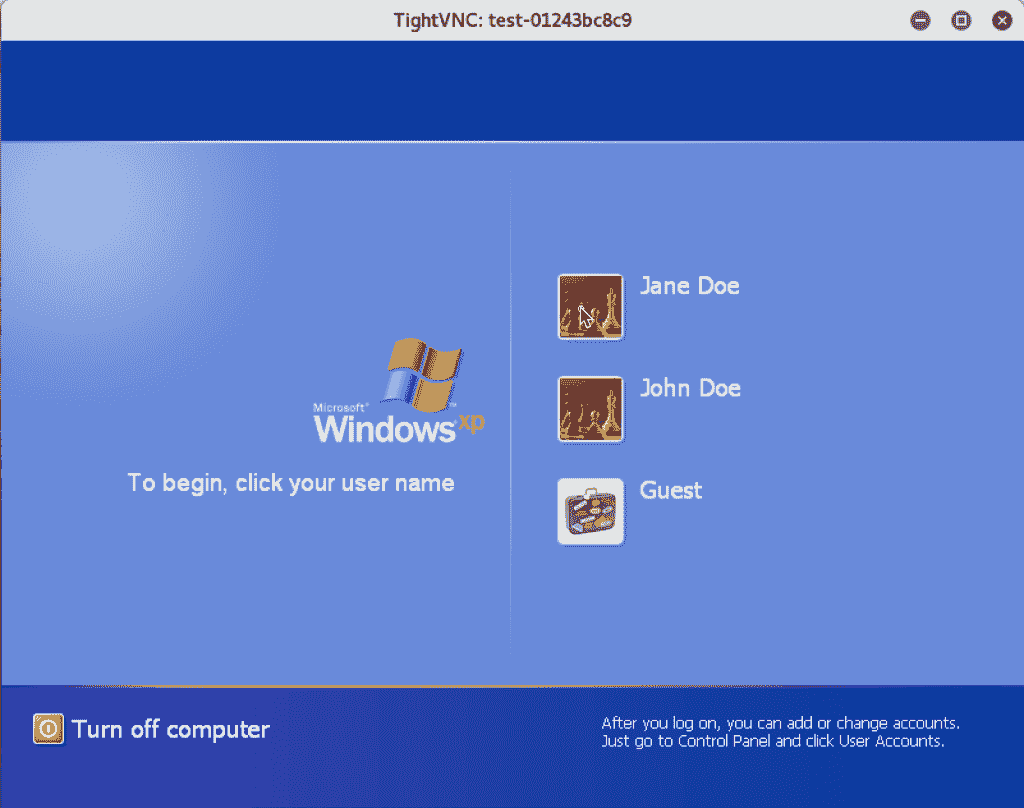 TightVNC: test-01243bc8c9
Jane Doe
John Doe
Microsoft®
Windows xp™
To begin, click your user name
Guest
Turn off computer
After you log on, you can add or change accounts.
Just go to Control Panel and click User Accounts.